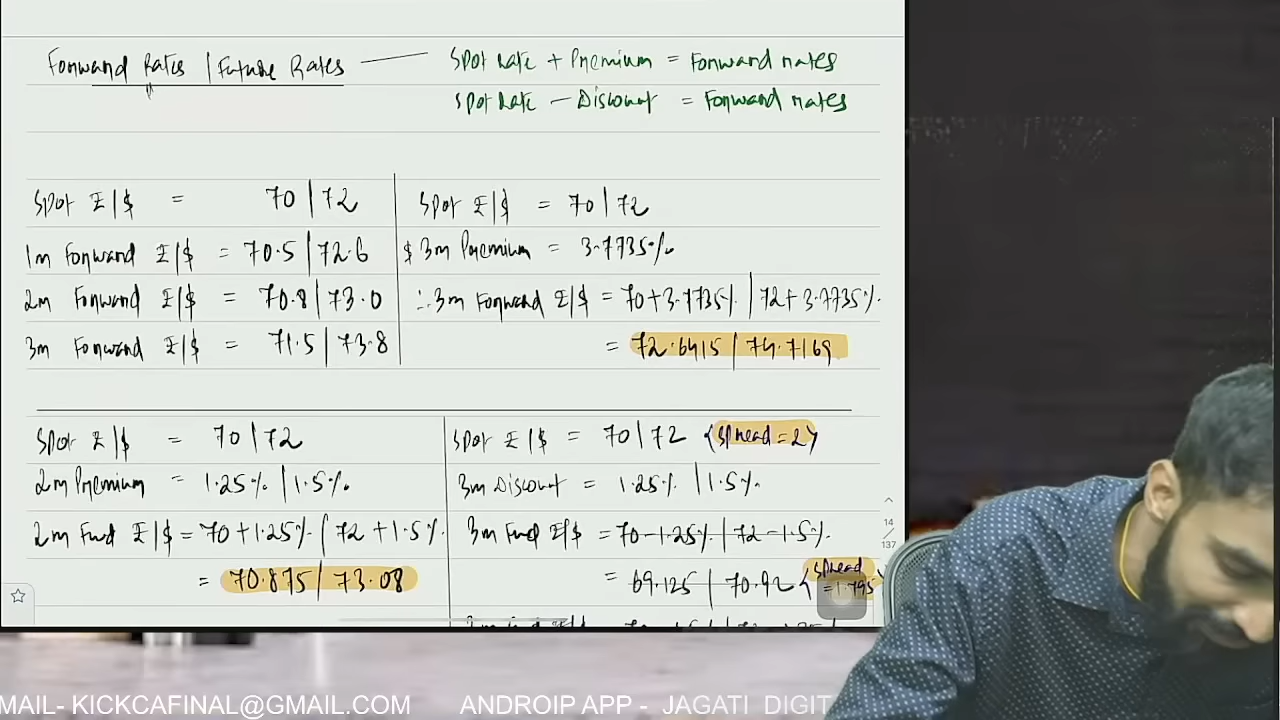 Forward Rates | Future Rates — Spot Rate + Premium = Forward rates
Spot Rate - Discount = Forward rates
Spot ₹|$ = 70 | 72
1m Forward ₹|$ = 70.5 | 72.6
2m Forward ₹|$ = 70.8 | 73.0
3m Forward ₹|$ = 71.5 | 73.8
Spot ₹|$ = 70 | 72
$ 3m Premium = 3.7735%
∴ 3m Forward ₹|$ = 70+3.7735% | 72+3.7735%
= 72.6415 | 74.7169
Spot ₹|$ = 70 | 72
2m Premium = 1.25% | 1.5%
2m Fwd ₹|$ = 70+1.25% | 72+1.5%
= 70.875 | 73.08
Spot ₹|$ = 70 | 72 {Spread = 2}
3m Discount = 1.25% | 1.5%
3m Fwd ₹|$ = 70-1.25% | 72-1.5%
= 69.125 | 70.92 {Spread = 1.795
14
137
MAIL- KICKCAFINAL@GMAIL.COM ANDROIP APP - JAGATI DIGIT